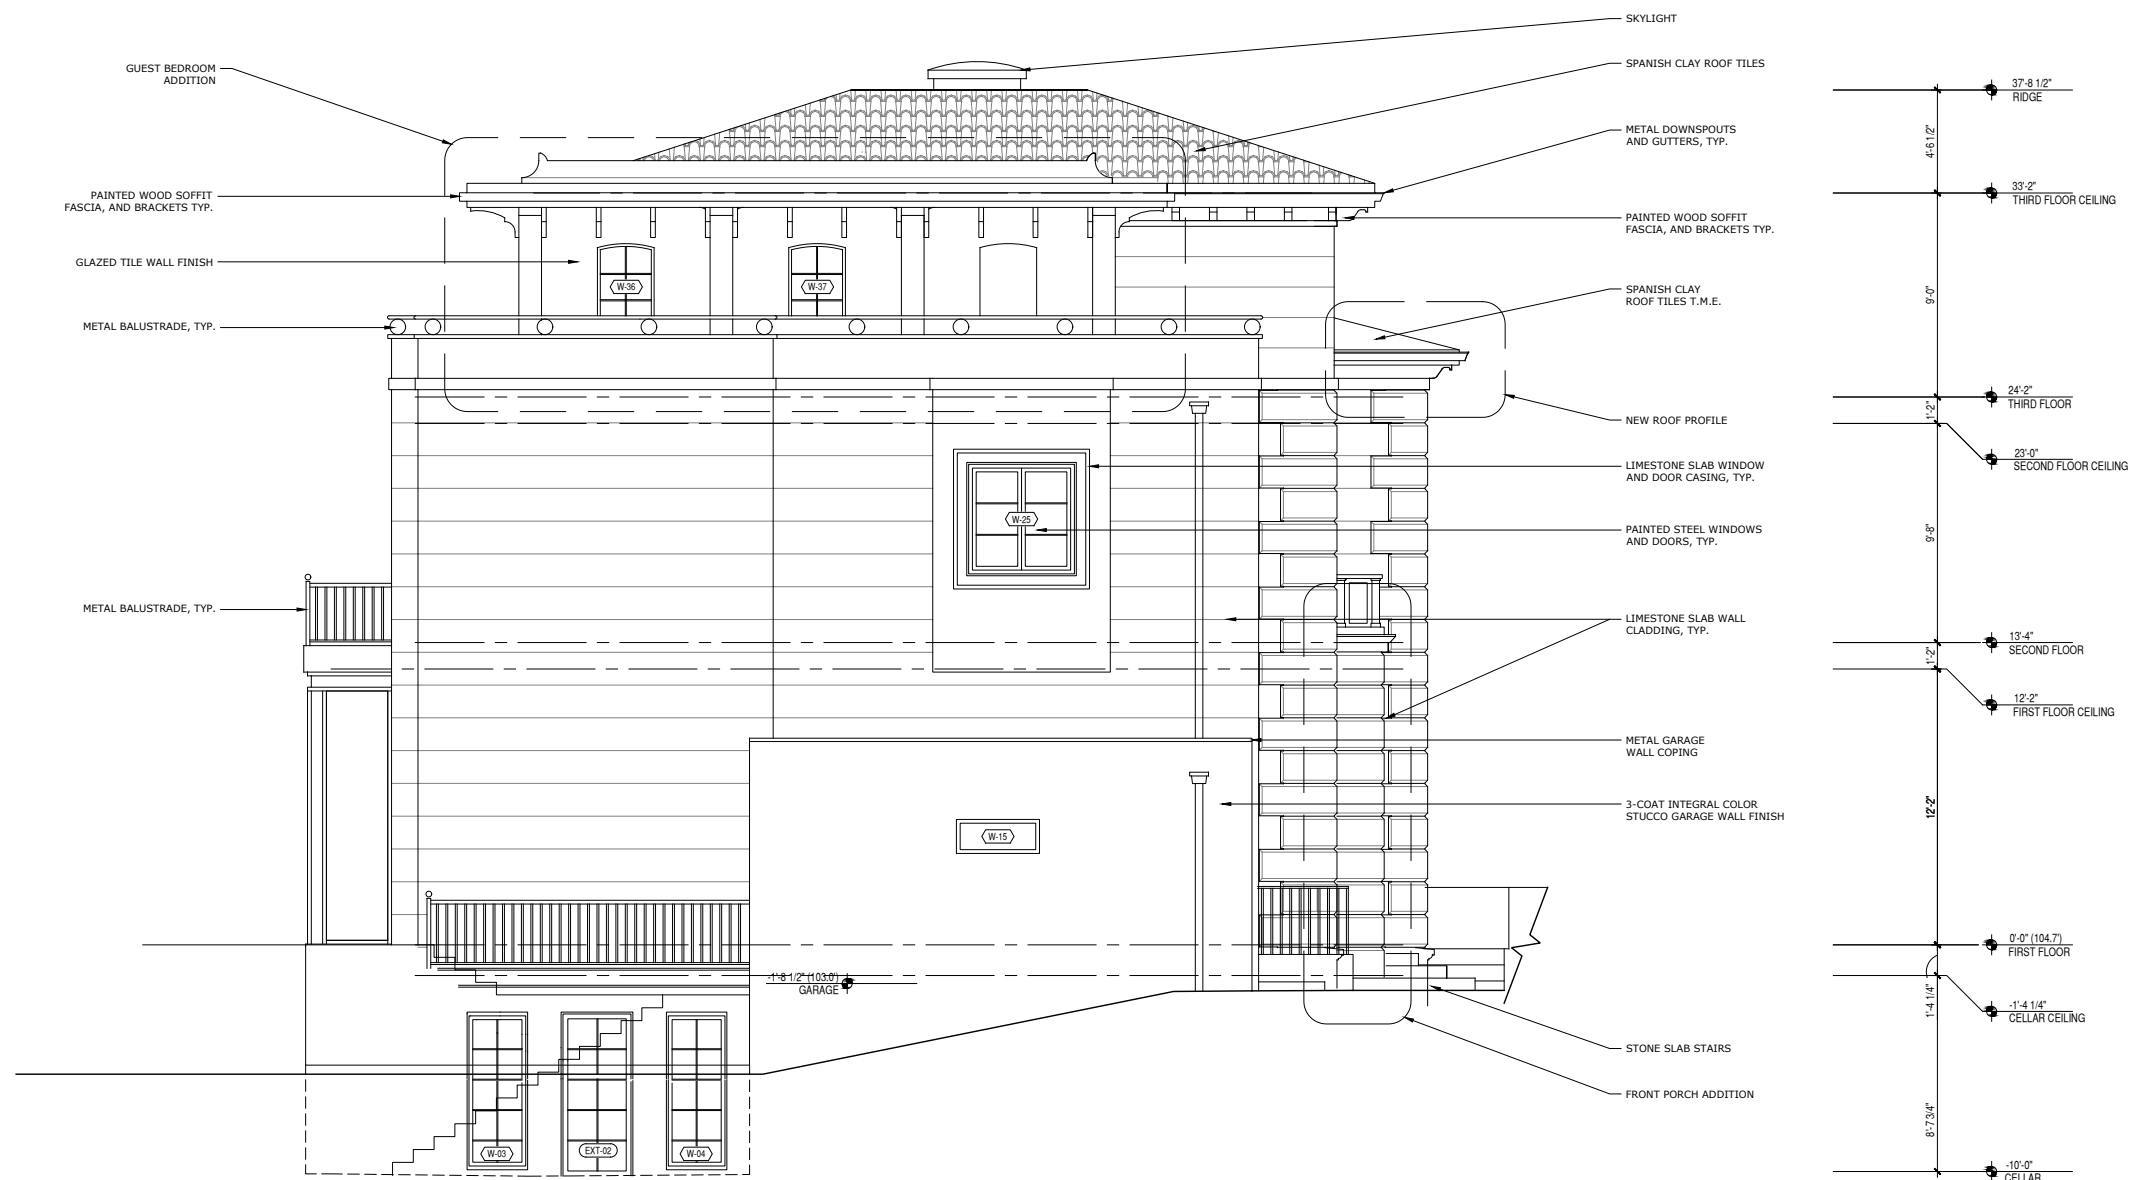 SKYLIGHT
GUEST BEDROOM
ADDITION
SPANISH CLAY ROOF TILES
37'-8 1/2"
RIDGE
METAL DOWNSPOUTS
AND GUTTERS, TYP.
4'-6 1/2"
PAINTED WOOD SOFFIT
FASCIA, AND BRACKETS TYP.
33'-2"
THIRD FLOOR CEILING
PAINTED WOOD SOFFIT
FASCIA, AND BRACKETS TYP.
GLAZED TILE WALL FINISH
W-36
W-37
SPANISH CLAY
ROOF TILES T.M.E.
9'-0"
METAL BALUSTRADE, TYP.
24'-2"
THIRD FLOOR
1'-2"
NEW ROOF PROFILE
23'-0"
SECOND FLOOR CEILING
LIMESTONE SLAB WINDOW
AND DOOR CASING, TYP.
W-25
PAINTED STEEL WINDOWS
AND DOORS, TYP.
9'-8"
METAL BALUSTRADE, TYP.
LIMESTONE SLAB WALL
CLADDING, TYP.
13'-4"
SECOND FLOOR
1'-2"
12'-2"
FIRST FLOOR CEILING
METAL GARAGE
WALL COPING
3-COAT INTEGRAL COLOR
STUCCO GARAGE WALL FINISH
12'-2"
W-15
0'-0" (104.7')
FIRST FLOOR
-1'-8 1/2" (103.0')
GARAGE
1'-4 1/4"
-1'-4 1/4"
CELLAR CEILING
STONE SLAB STAIRS
FRONT PORCH ADDITION
8'-7 3/4"
W-03
EXT-02
W-04
-10'-0"
CELLAR